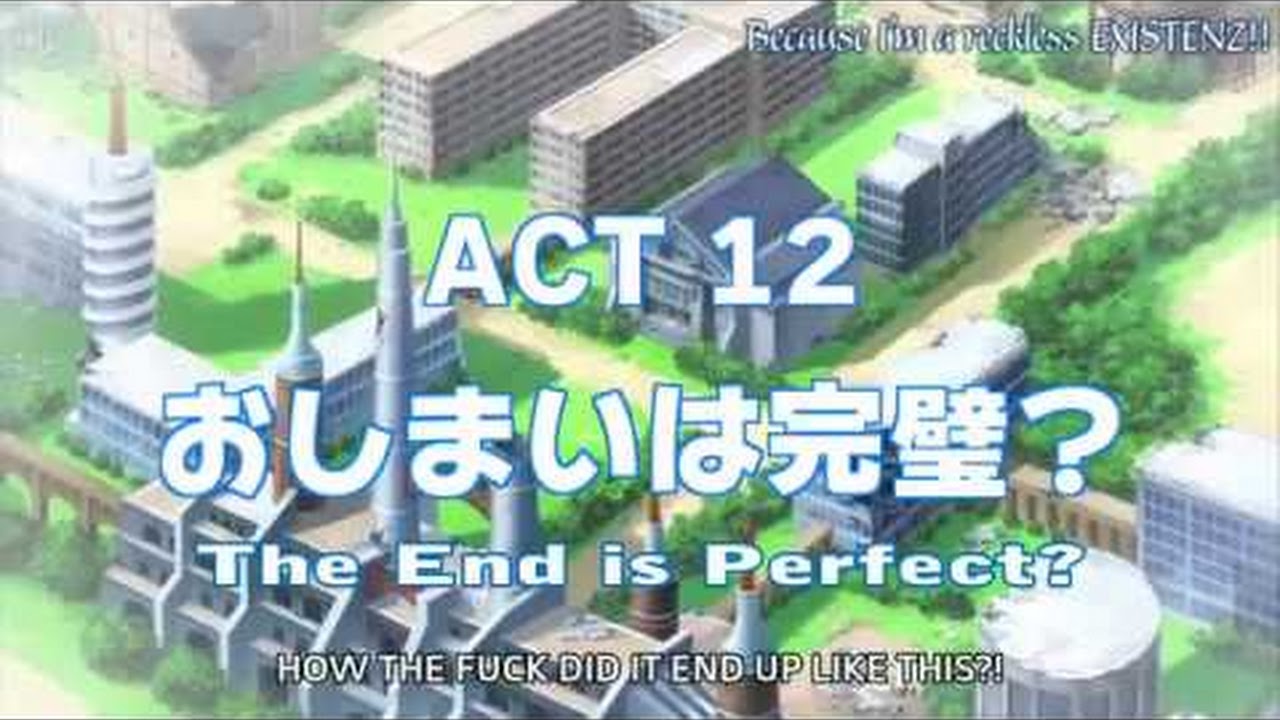 Because I'm a reckless EXISTENZ!!
ACT 12
おしまいは完璧？
The End is Perfect?
HOW THE FUCK DID IT END UP LIKE THIS?!